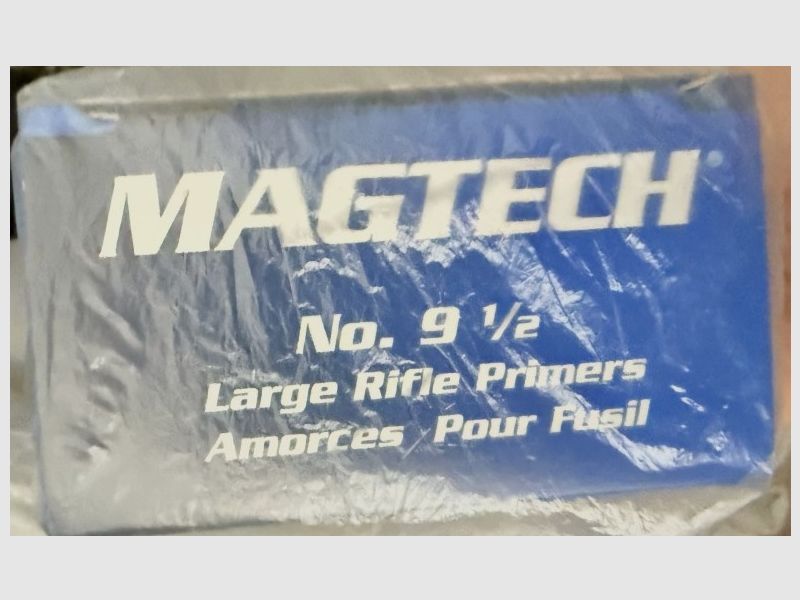 MAGTECH®
No. 9 1/2
Large Rifle Primers
Amorces Pour Fusil